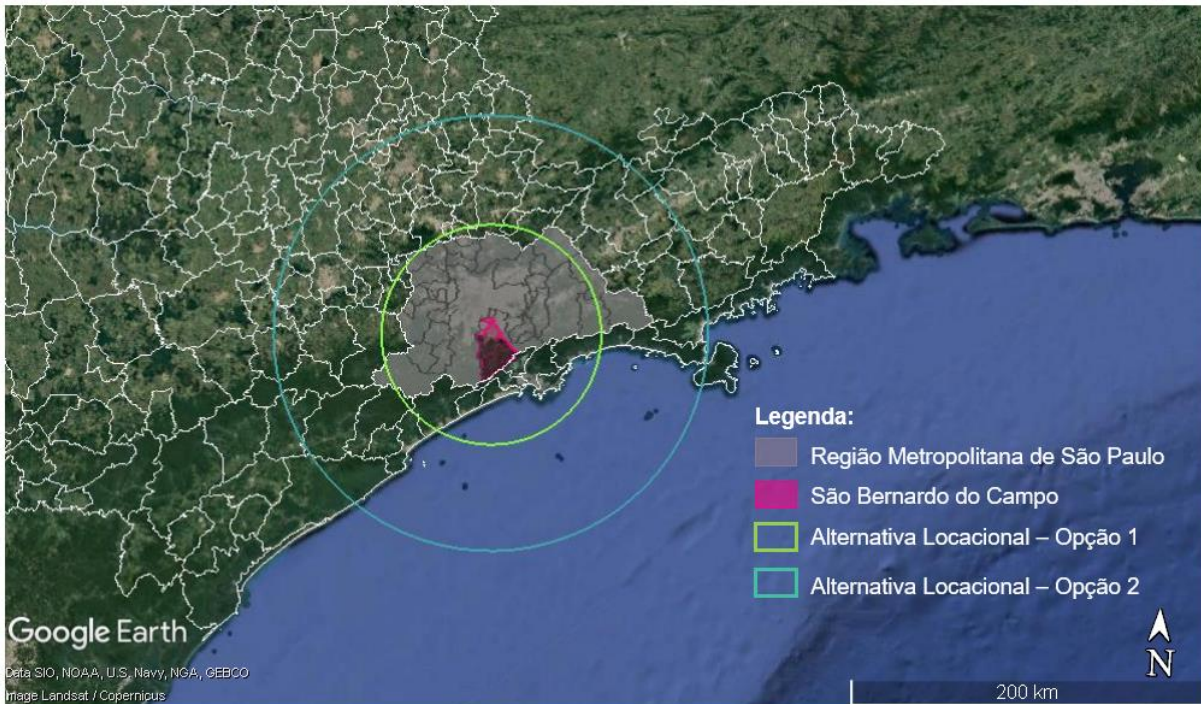 Legenda:
Região Metropolitana de São Paulo
São Bernardo do Campo
Alternativa Locacional – Opção 1
Alternativa Locacional – Opção 2
Google Earth
Data SIO, NOAA, U.S. Navy, NGA, GEBCO
Image Landsat / Copernicus
N
200 km